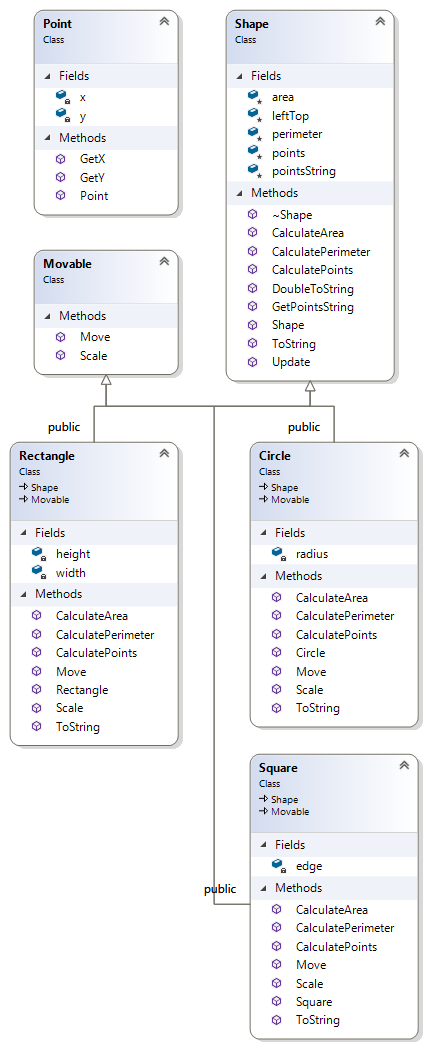 Point
Class
Fields
x
y
Methods
GetX
GetY
Point
Shape
Class
Fields
area
leftTop
perimeter
points
pointsString
Methods
~Shape
CalculateArea
CalculatePerimeter
CalculatePoints
DoubleToString
GetPointsString
Shape
ToString
Update
Movable
Class
Methods
Move
Scale
public
public
Rectangle
Class
Shape
Movable
Fields
height
width
Methods
CalculateArea
CalculatePerimeter
CalculatePoints
Move
Rectangle
Scale
ToString
Circle
Class
Shape
Movable
Fields
radius
Methods
CalculateArea
CalculatePerimeter
CalculatePoints
Circle
Move
Scale
ToString
public
Square
Class
Shape
Movable
Fields
edge
Methods
CalculateArea
CalculatePerimeter
CalculatePoints
Move
Scale
Square
ToString